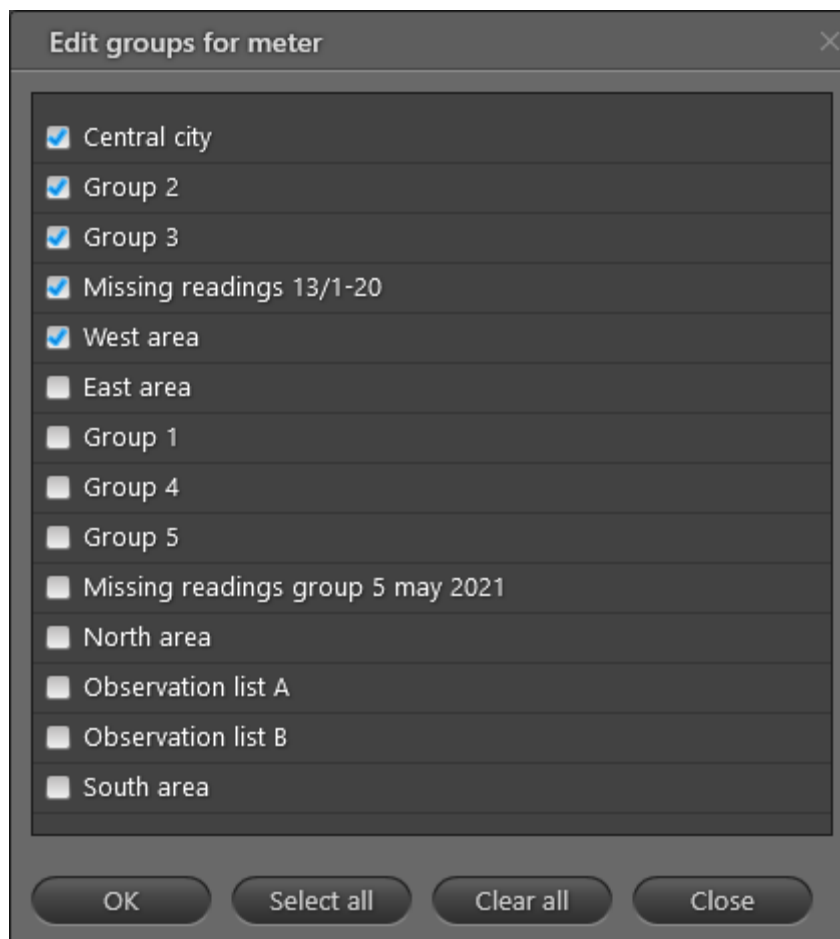 Edit groups for meter
Central city
Group 2
Group 3
Missing readings 13/1-20
West area
East area
Group 1
Group 4
Group 5
Missing readings group 5 may 2021
North area
Observation list A
Observation list B
South area
OK Select all Clear all Close